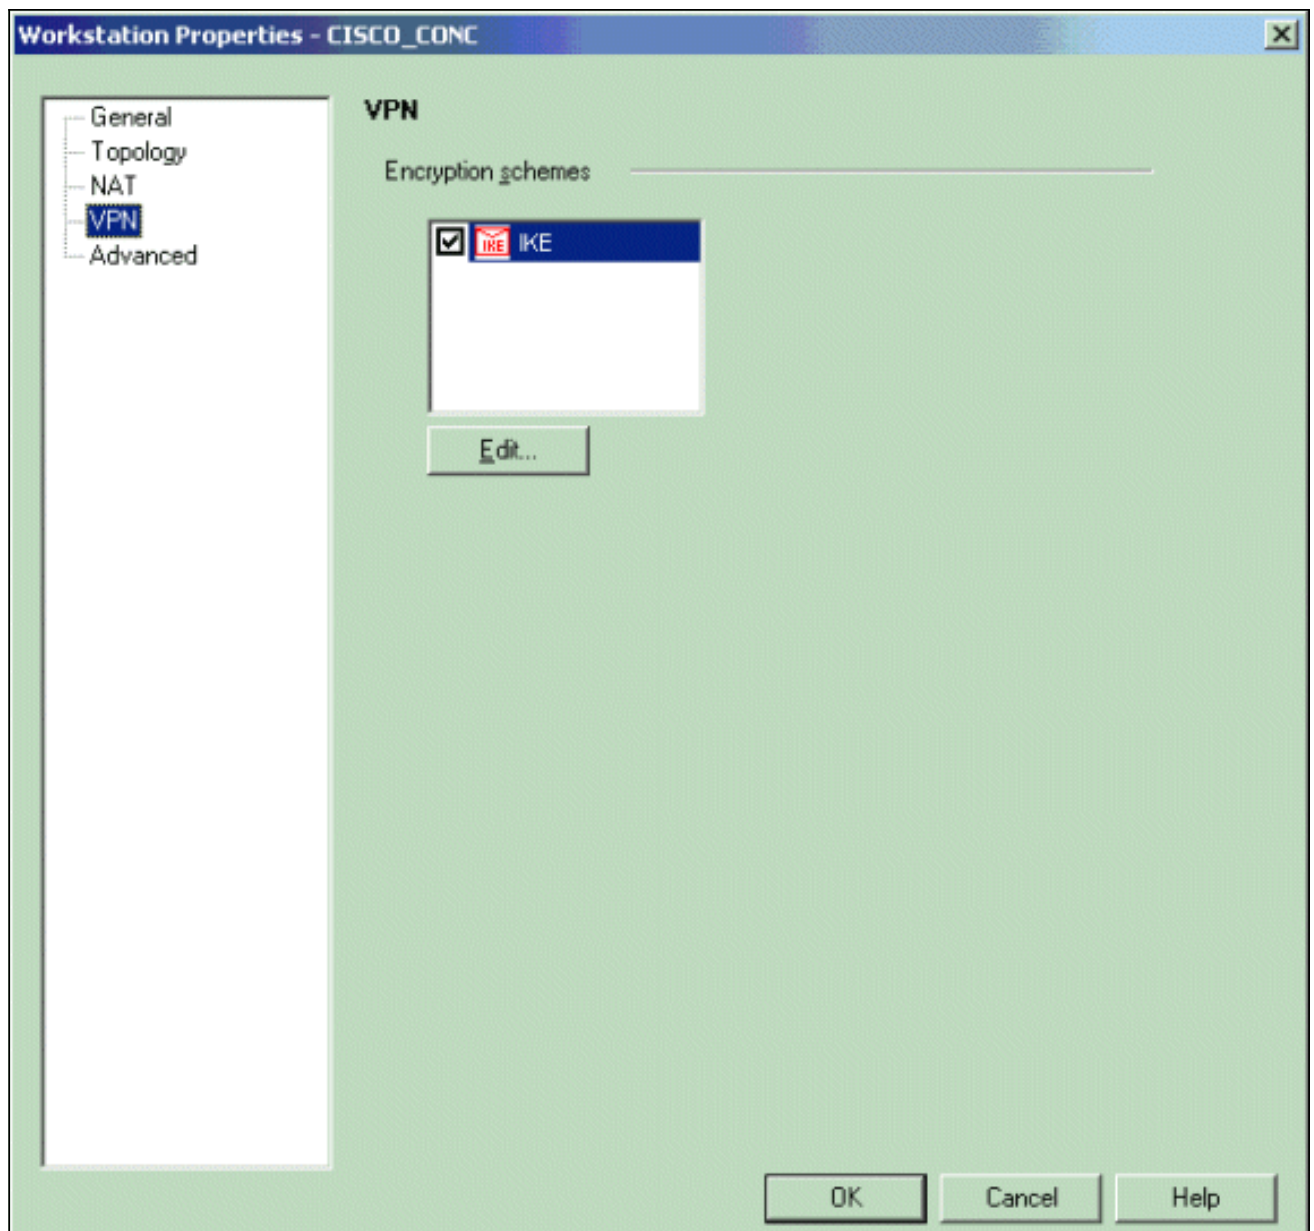 Workstation Properties - CISCO_CONC
General
Topology
NAT
VPN
Advanced
VPN
Encryption schemes
IKE IKE
Edit...
OK Cancel Help